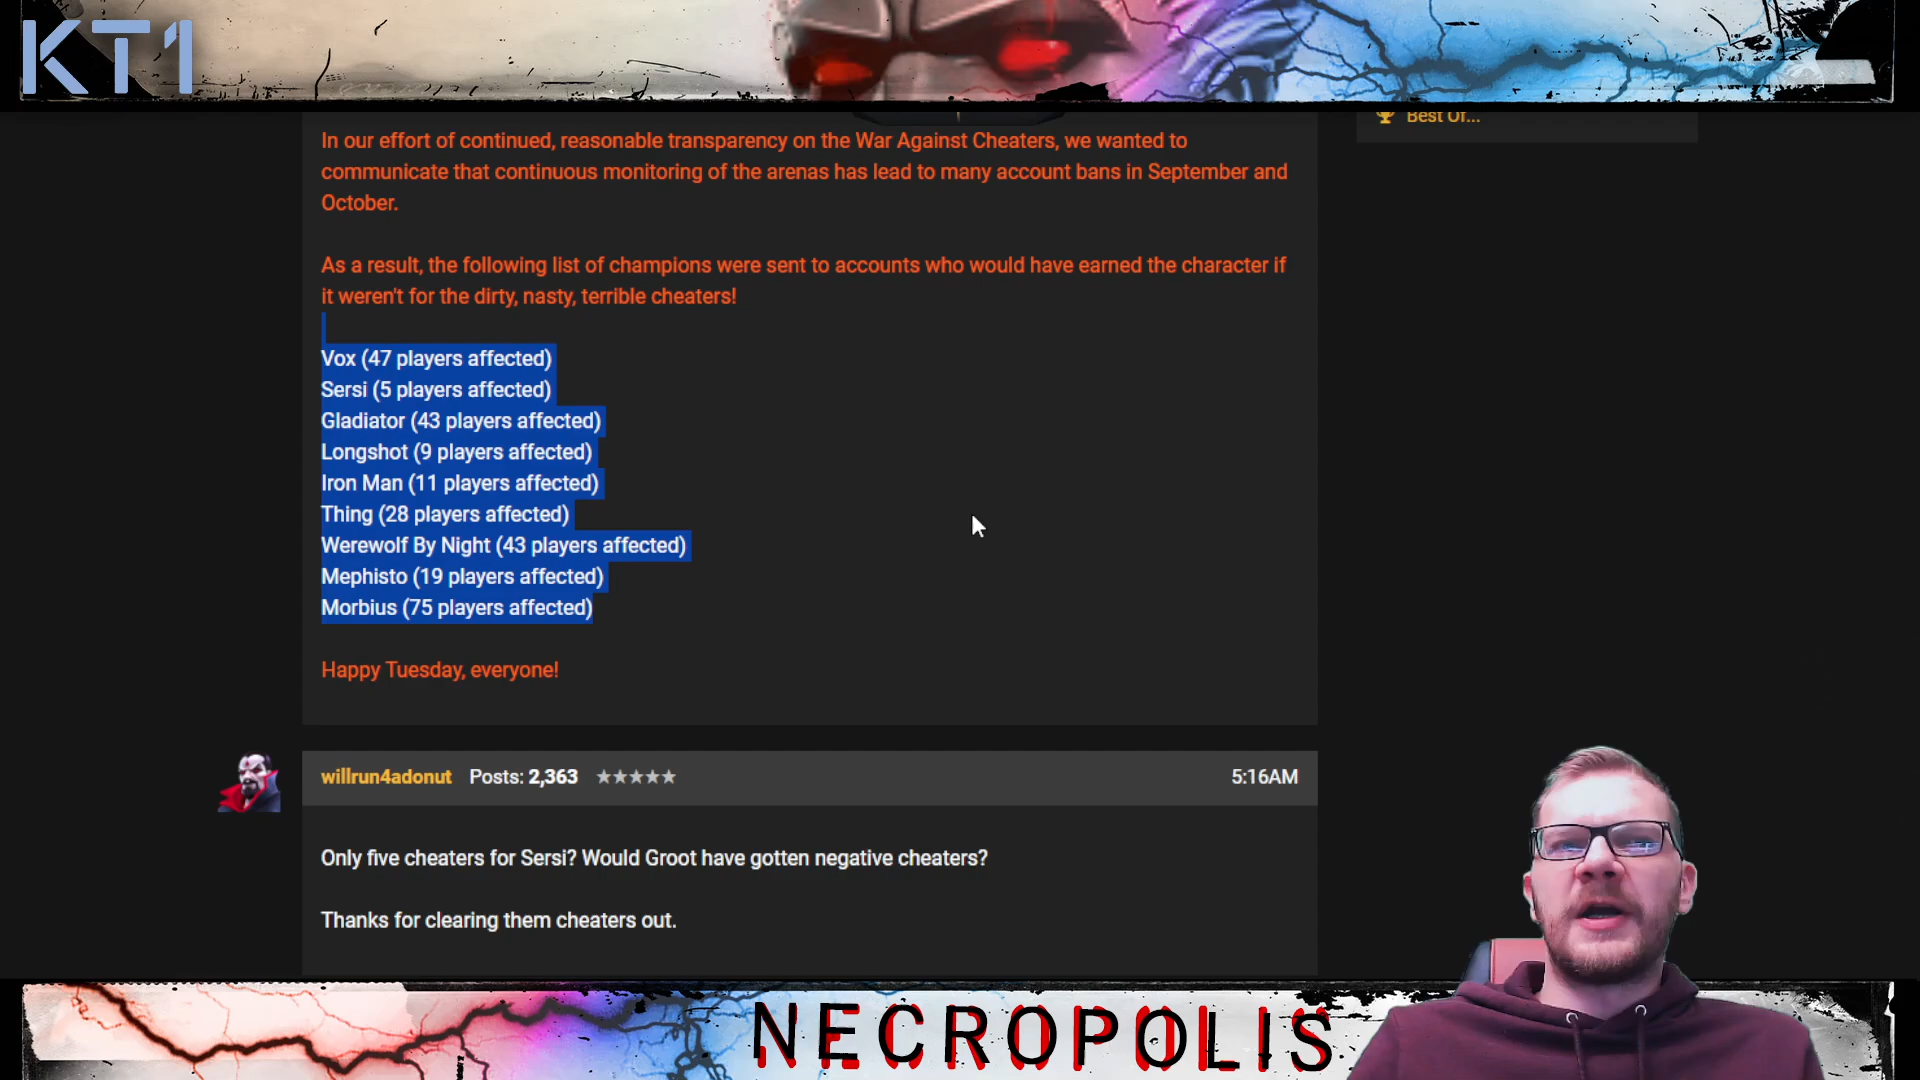 KT1
Best Of...
In our effort of continued, reasonable transparency on the War Against Cheaters, we wanted to
communicate that continuous monitoring of the arenas has lead to many account bans in September and
October.
As a result, the following list of champions were sent to accounts who would have earned the character if
it weren't for the dirty, nasty, terrible cheaters!
Vox (47 players affected)
Sersi (5 players affected)
Gladiator (43 players affected)
Longshot (9 players affected)
Iron Man (11 players affected)
Thing (28 players affected)
Werewolf By Night (43 players affected)
Mephisto (19 players affected)
Morbius (75 players affected)
Happy Tuesday, everyone!
willrun4adonut Posts: 2,363 ★★★★★ 5:16AM
Only five cheaters for Sersi? Would Groot have gotten negative cheaters?
Thanks for clearing them cheaters out.
NECROPOLIS